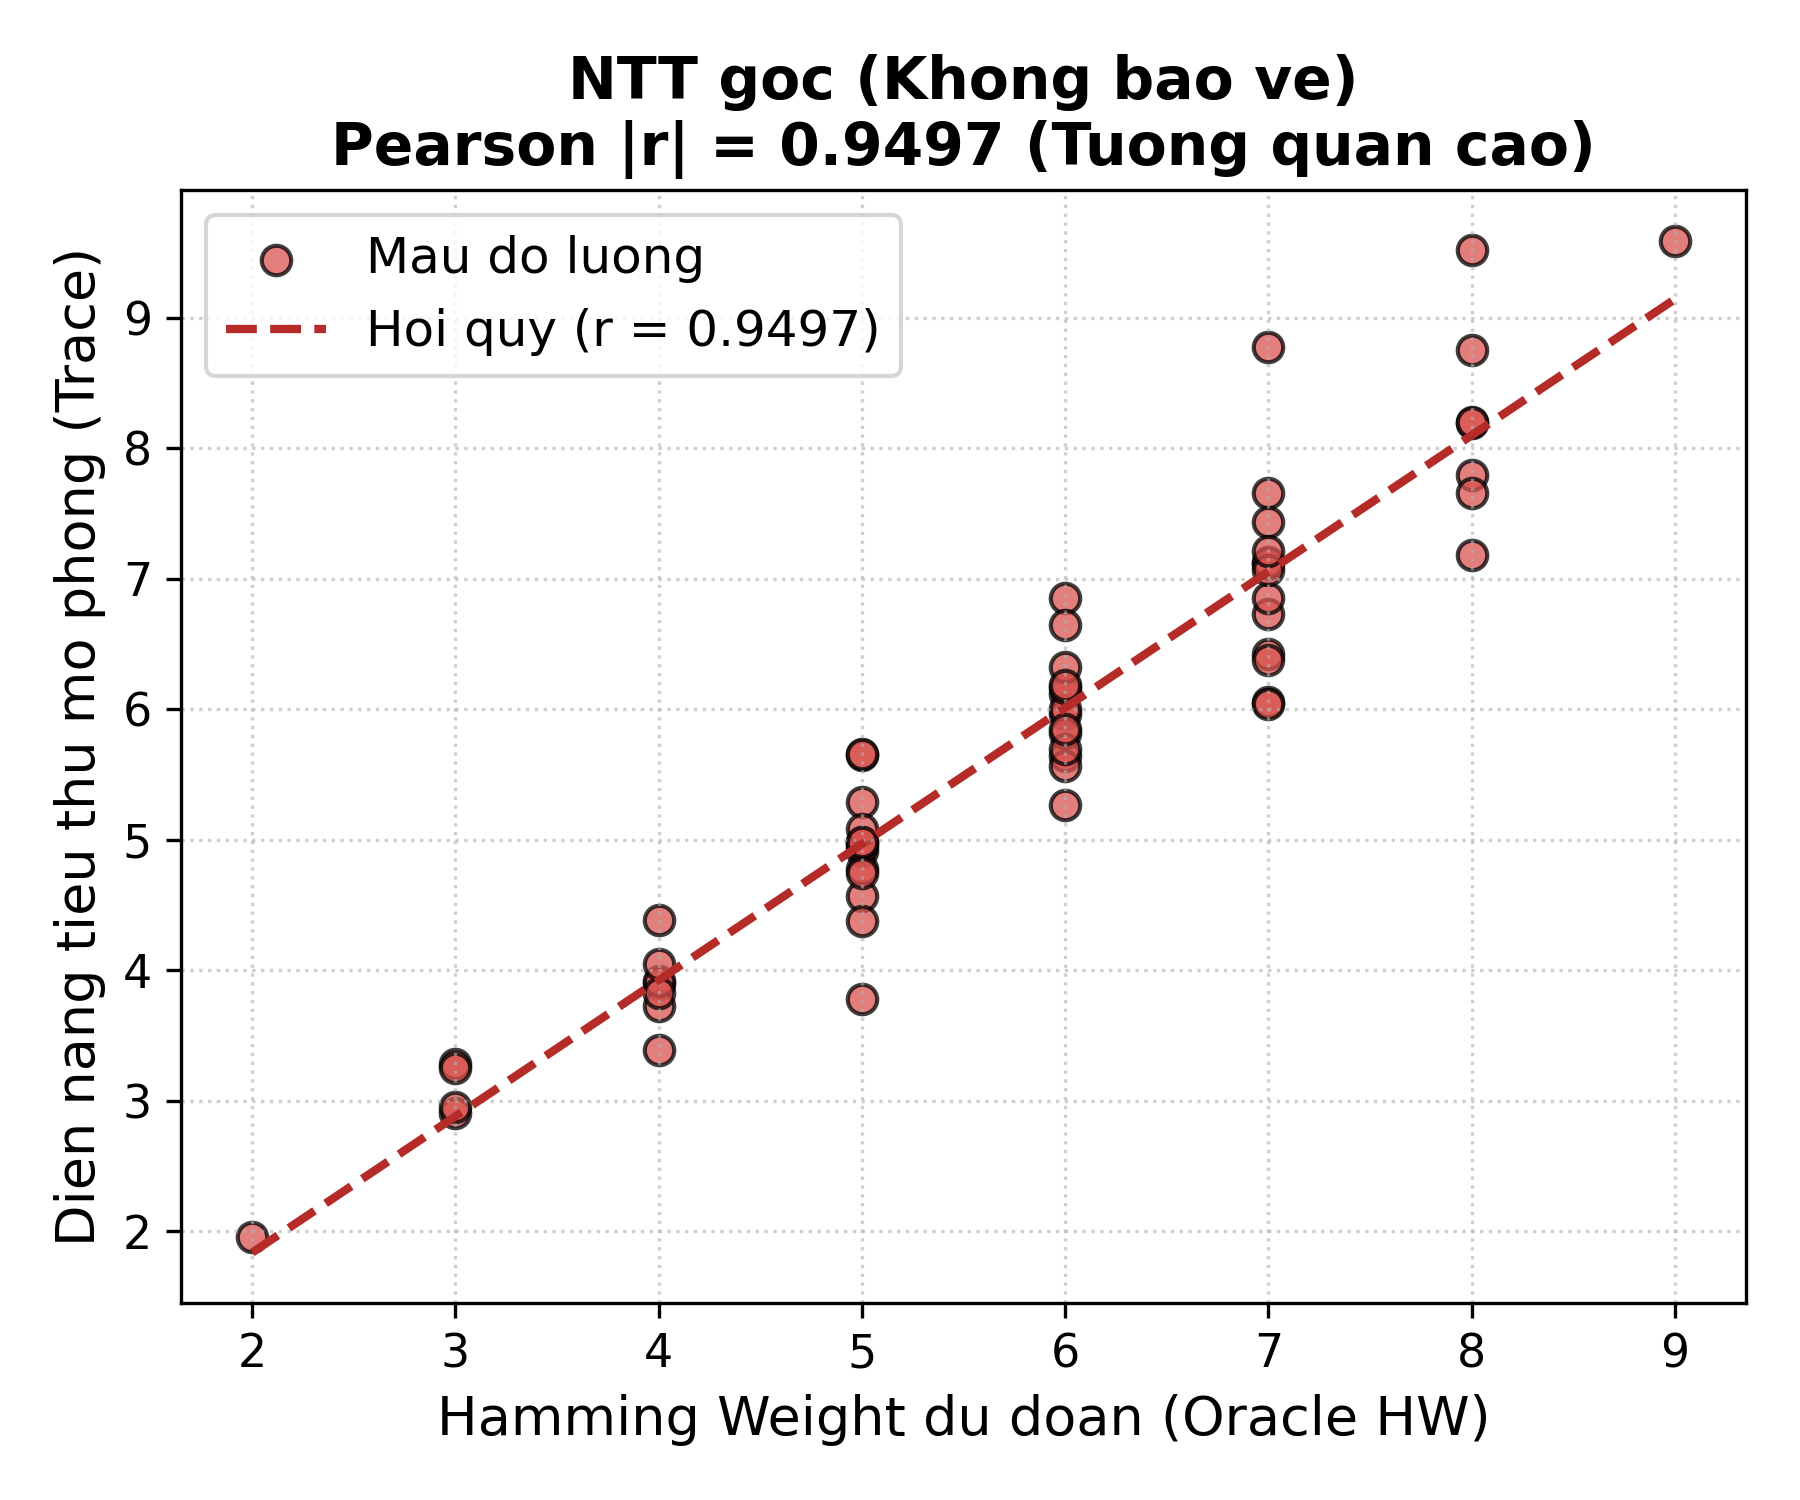 NTT goc (Khong bao ve)
Pearson |r| = 0.9497 (Tuong quan cao)
Mau do luong
Hoi quy (r = 0.9497)
Dien nang tieu thu mo phong (Trace)
9
8
7
6
5
4
3
2
2 3 4 5 6 7 8 9
Hamming Weight du doan (Oracle HW)